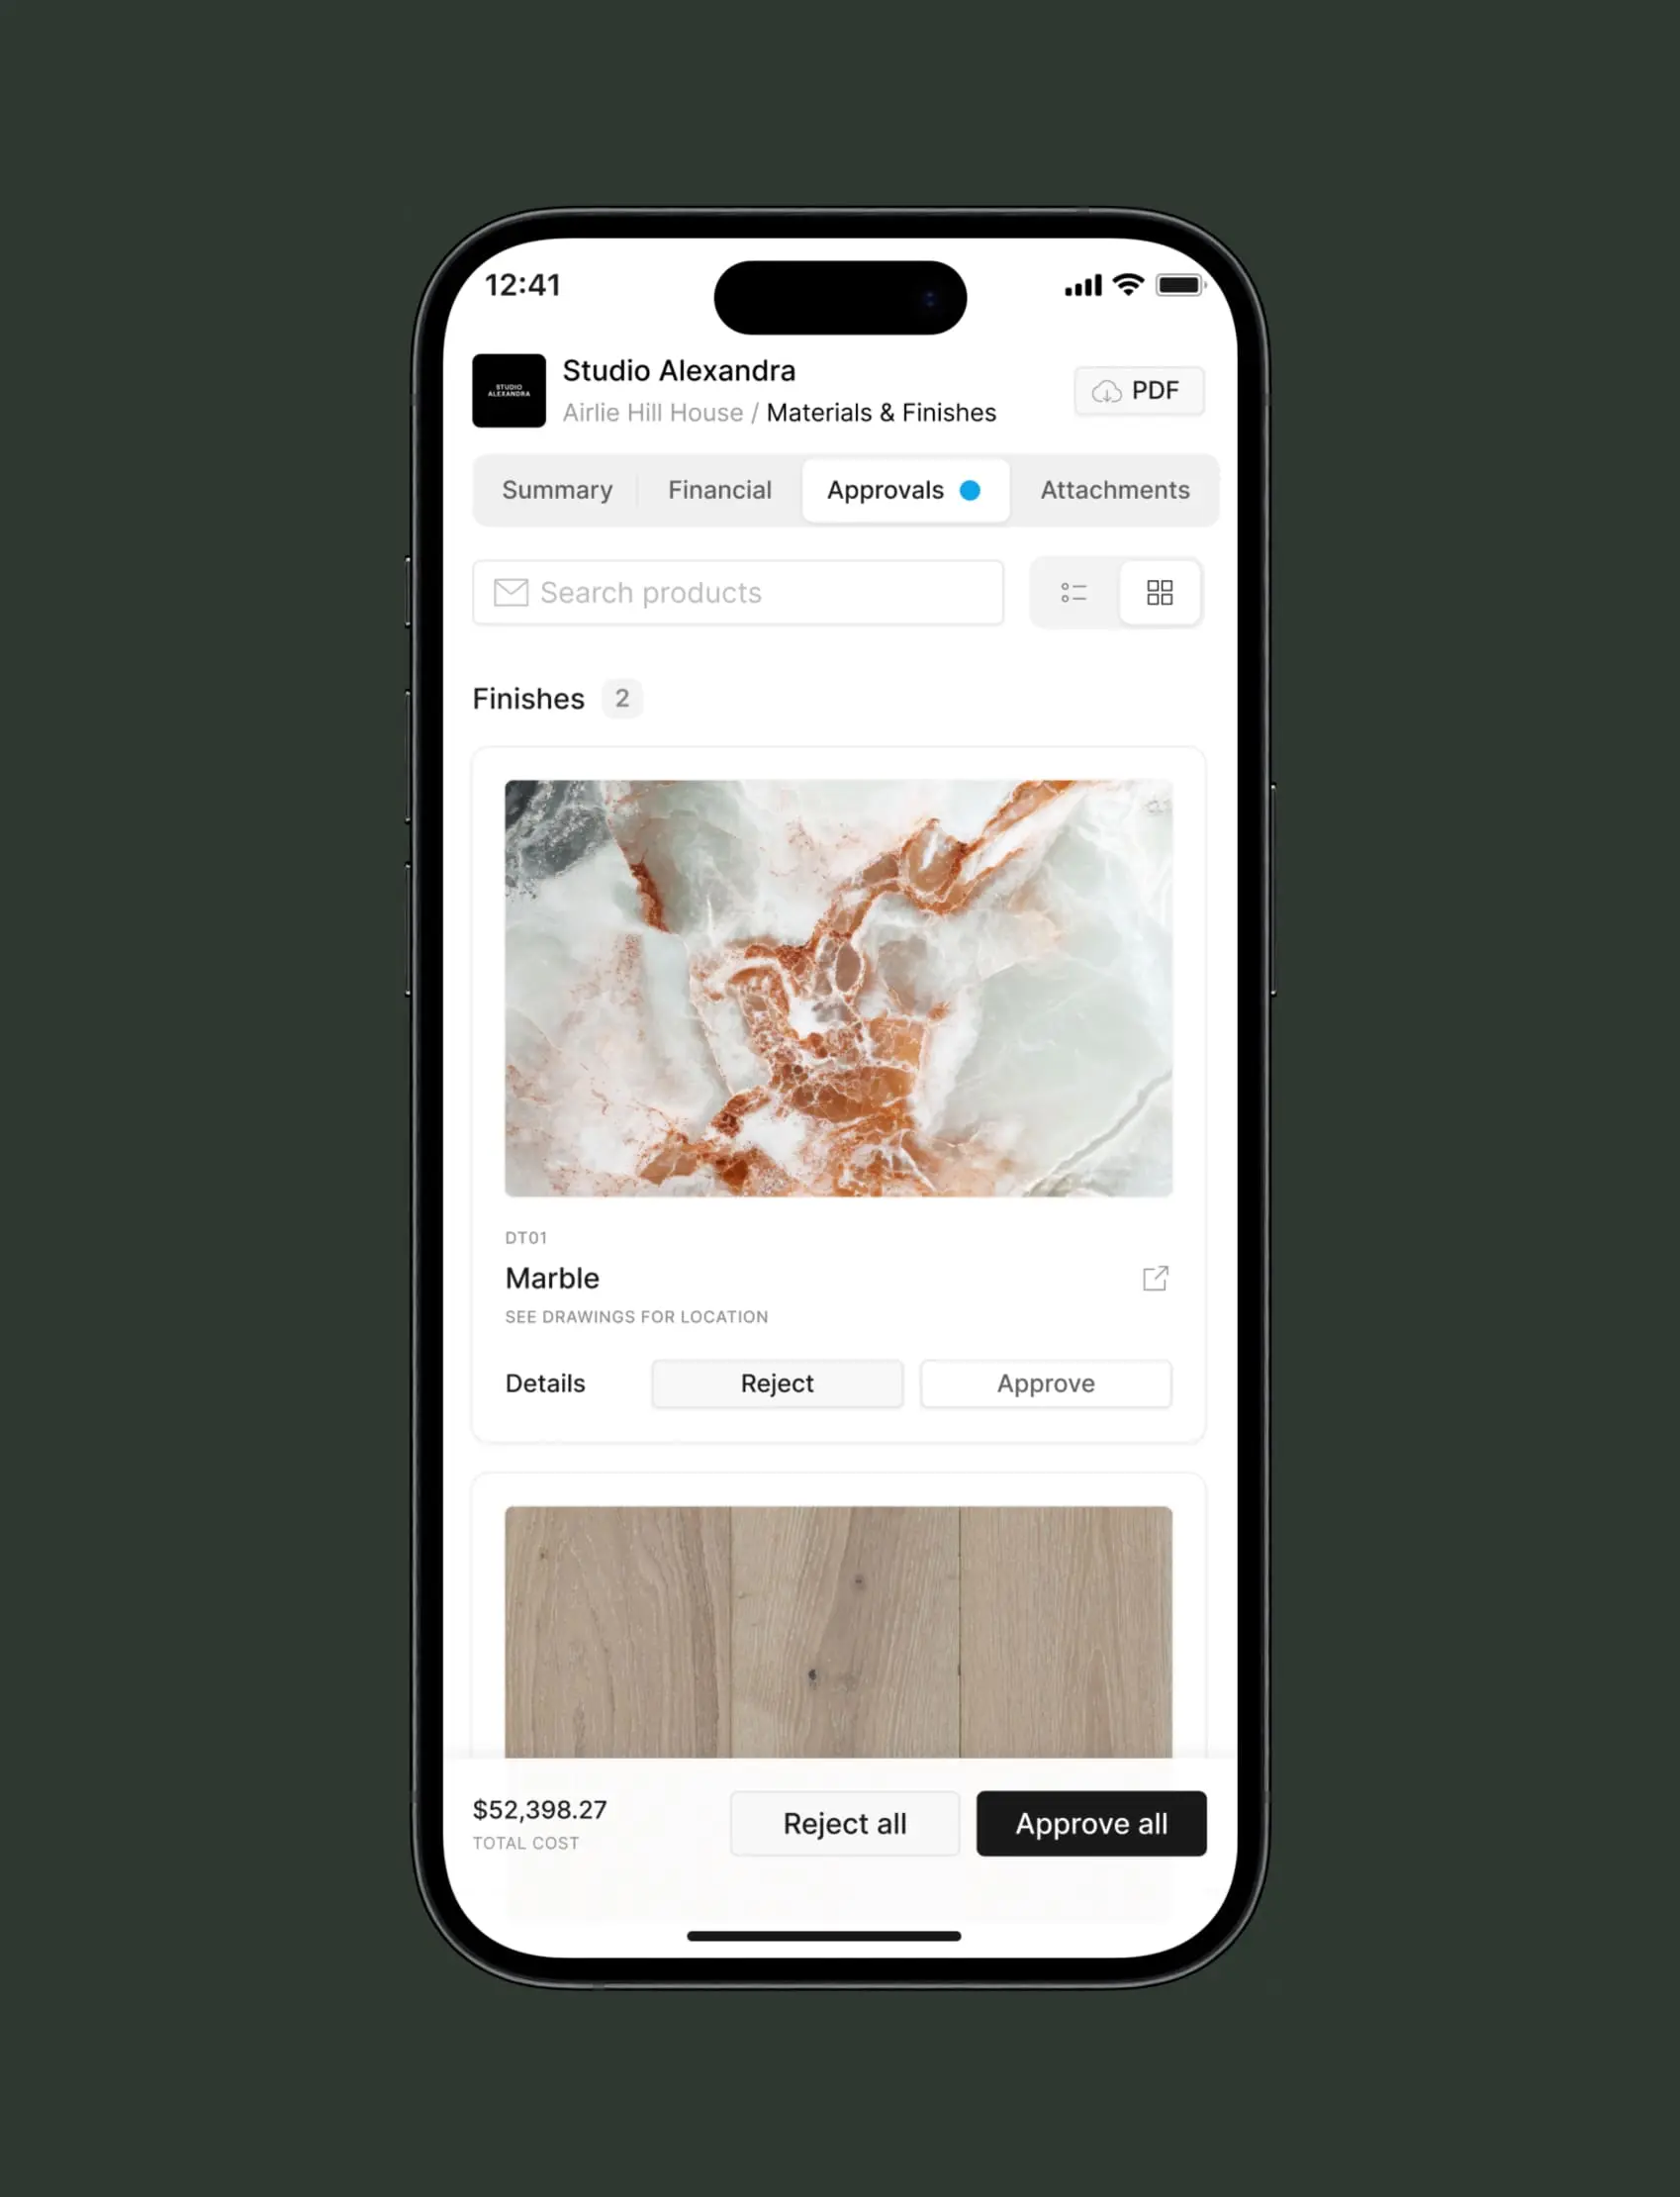 12:41
STUDIO
ALEXANDRA
Studio Alexandra
Airlie Hill House / Materials & Finishes
PDF
Summary
Financial
Approvals
Attachments
Search products
Finishes 2
DT01
Marble
SEE DRAWINGS FOR LOCATION
Details
Reject
Approve
$52,398.27
TOTAL COST
Reject all
Approve all